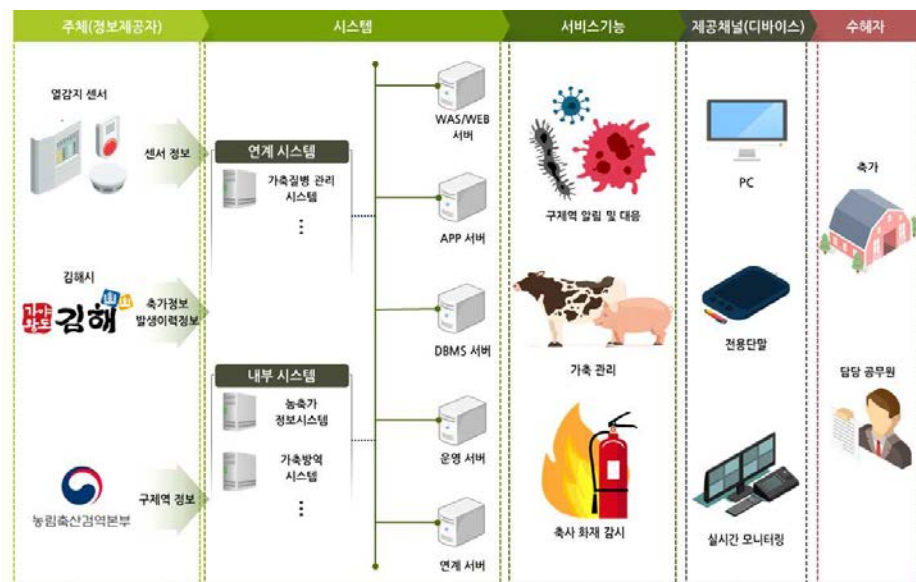 주체(정보제공자)
시스템
서비스기능
제공채널(디바이스)
수혜자
열감지 센서
센서 정보
김해시
가야
왕도
김해
축가정보
발생이력정보
농림축산검역본부
구제역 정보
연계 시스템
가축질병 관리
시스템
⋮
내부 시스템
농축가
정보시스템
가축방역
시스템
⋮
WAS/WEB
서버
APP 서버
DBMS 서버
운영 서버
연계 서버
구제역 알림 및 대응
가축 관리
축사 화재 감시
PC
전용단말
실시간 모니터링
축가
담당 공무원